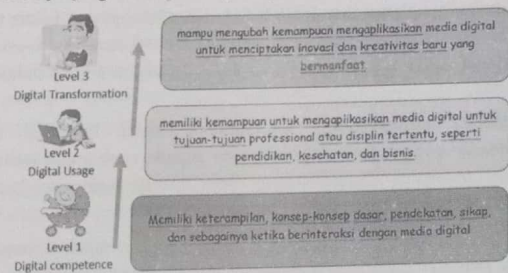 mampu mengubah kemampuan mengaplikasikan media digital
untuk menciptakan inovasi dan kreativitas baru yang
bermanfaat
Level 3
Digital Transformation
memiliki kemampuan untuk mengaplikasikan media digital untuk
tujuan-tujuan professional atau disiplin tertentu, seperti
pendidikan, kesehatan, dan bisnis
Level 2
Digital Usage
Memiliki keterampilan, konsep-konsep dasar, pendekatan, sikap,
dan sebagainya ketika berinteraksi dengan media digital
Level 1
Digital competence